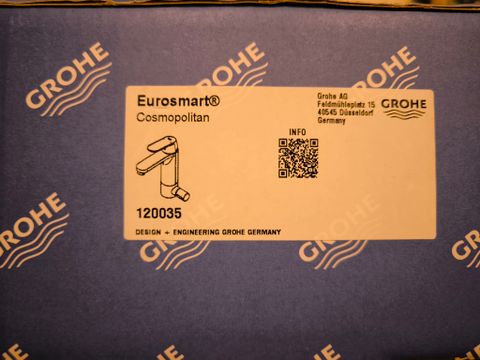 GROHE
GROHE
GROHE
Eurosmart®
Cosmopolitan
Grohe AG
Feldmühleplatz 15
40545 Düsseldorf
Germany
GROHE
INFO
120035
DESIGN + ENGINEERING GROHE GERMANY
GROHE
GROHE
GROHE
GROHE